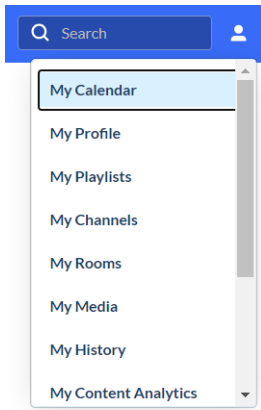 Search
My Calendar
My Profile
My Playlists
My Channels
My Rooms
My Media
My History
My Content Analytics